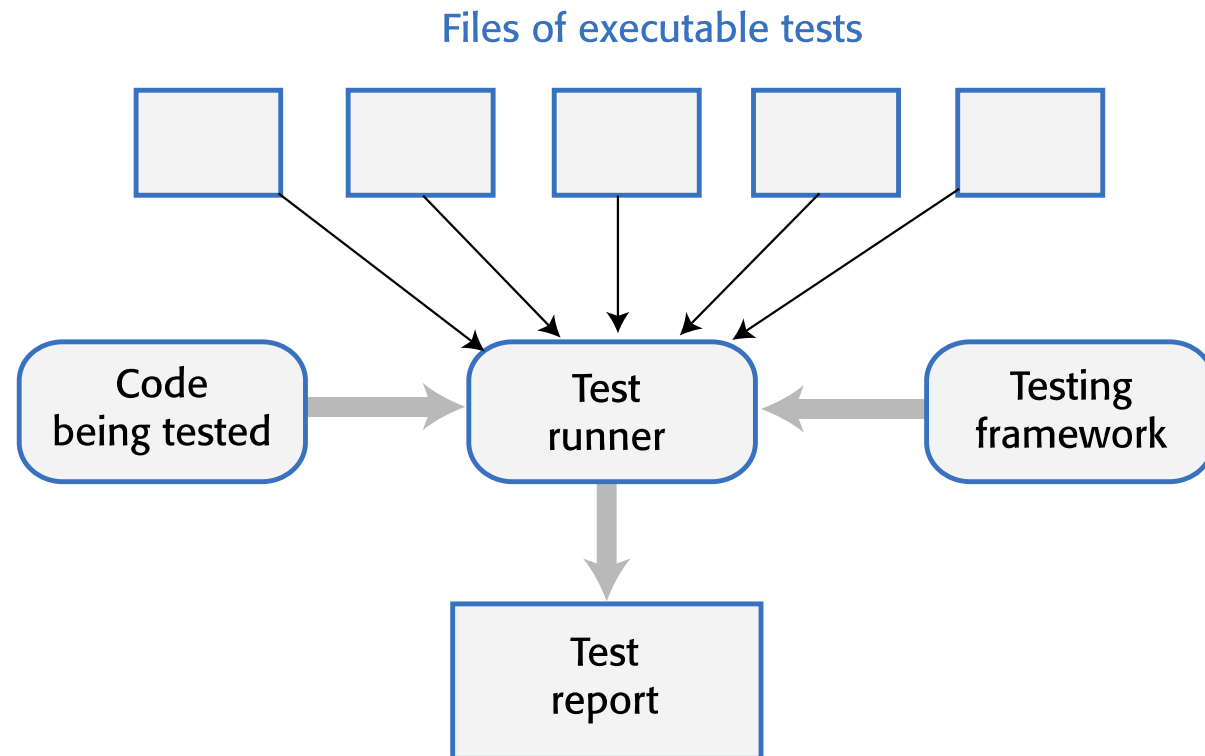 Files of executable tests
Code
being tested
Test
runner
Testing
framework
Test
report